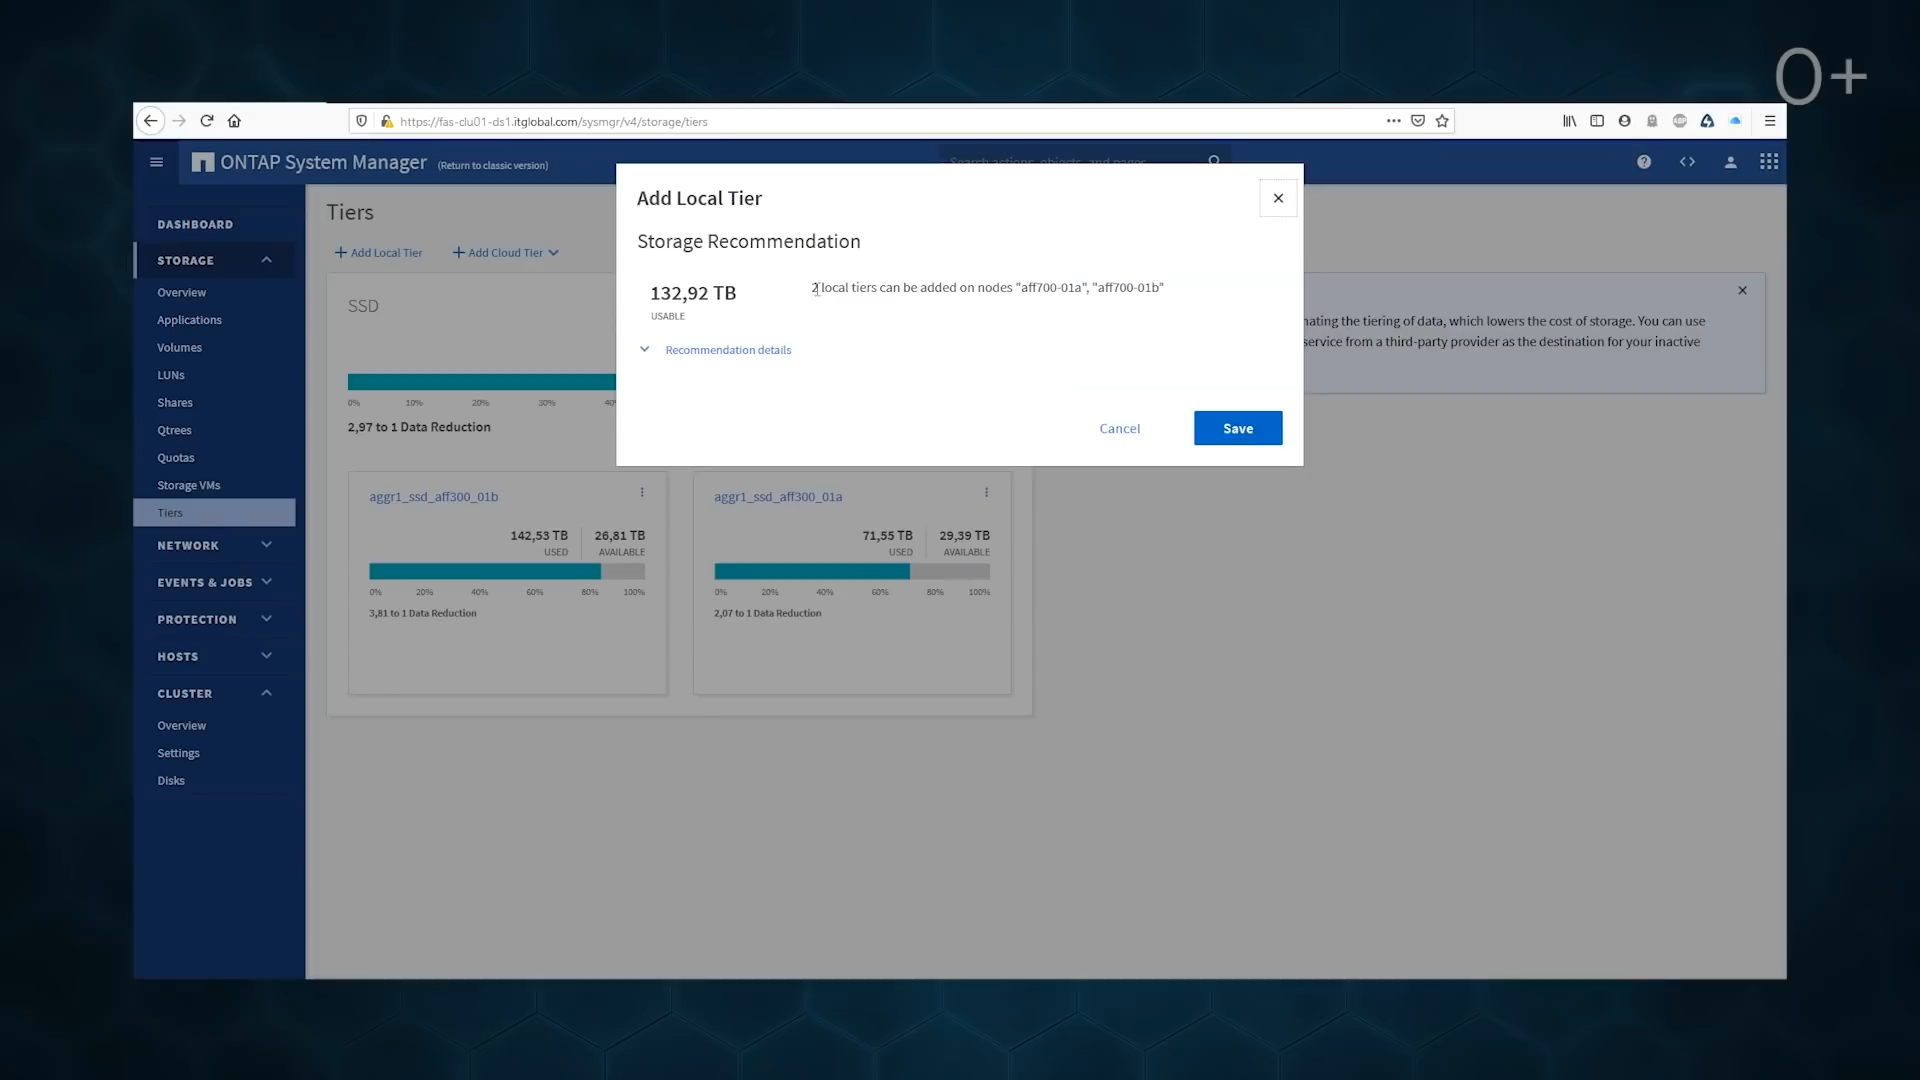 0+
https://fas-clu01-ds1.itglobal.com/sysmgr/v4/storage/tiers
ONTAP System Manager (Return to classic version)
Search actions, objects, and pages
DASHBOARD
STORAGE
Overview
Applications
Volumes
LUNs
Shares
Qtrees
Quotas
Storage VMs
Tiers
NETWORK
EVENTS & JOBS
PROTECTION
HOSTS
CLUSTER
Overview
Settings
Disks
Tiers
+ Add Local Tier + Add Cloud Tier
SSD
0% 10% 20% 30%
2,97 to 1 Data Reduction
aggr1_ssd_aff300_01b
142,53 TB 26,81 TB
USED AVAILABLE
0% 20% 40% 60% 80% 100%
3,81 to 1 Data Reduction
aggr1_ssd_aff300_01a
71,55 TB 29,39 TB
USED AVAILABLE
0% 20% 40% 60% 80% 100%
2,07 to 1 Data Reduction
Add Local Tier
Storage Recommendation
132,92 TB
USABLE
2 local tiers can be added on nodes "aff700-01a", "aff700-01b"
Recommendation details
Cancel Save
the tiering of data, which lowers the cost of storage. You can use
service from a third-party provider as the destination for your inactive